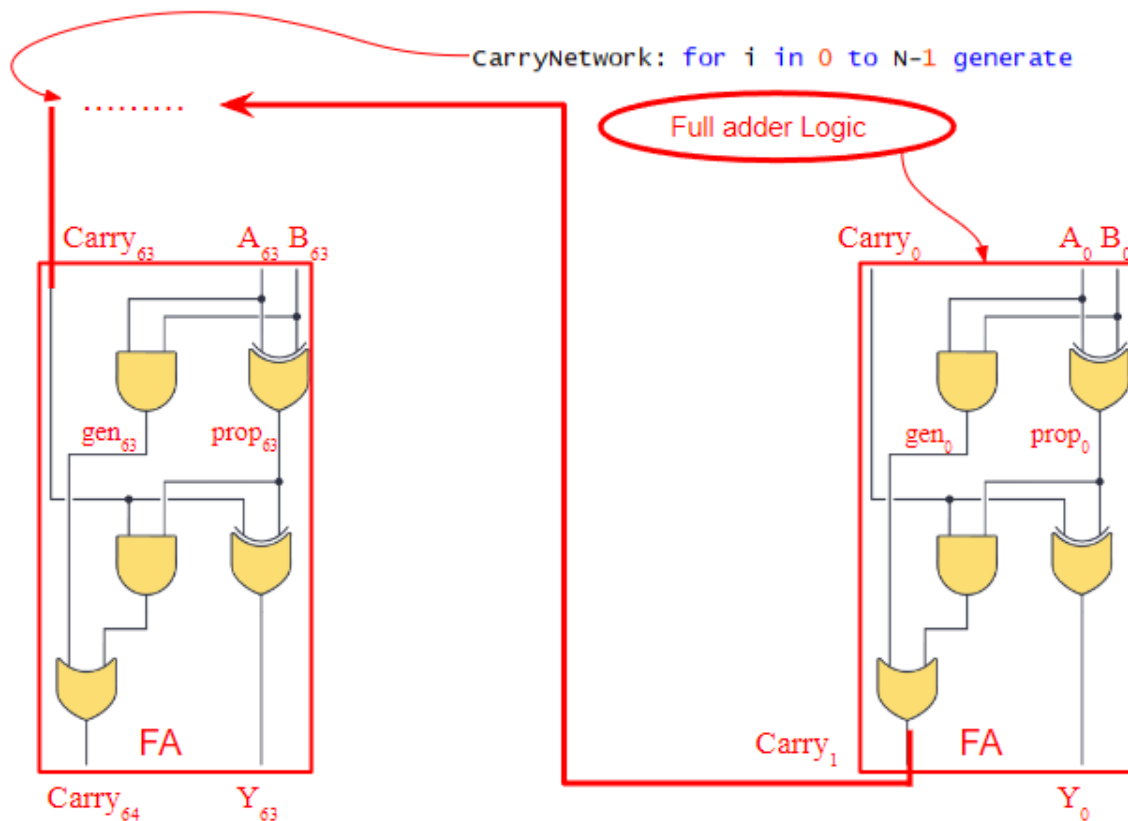 CarryNetwork: for i in 0 to N-1 generate
.........
Full adder Logic
Carry₆₃ A₆₃ B₆₃
Carry₀ A₀ B₀
gen₆₃ prop₆₃
gen₀ prop₀
FA
Carry₁ FA
Carry₆₄ Y₆₃
Y₀